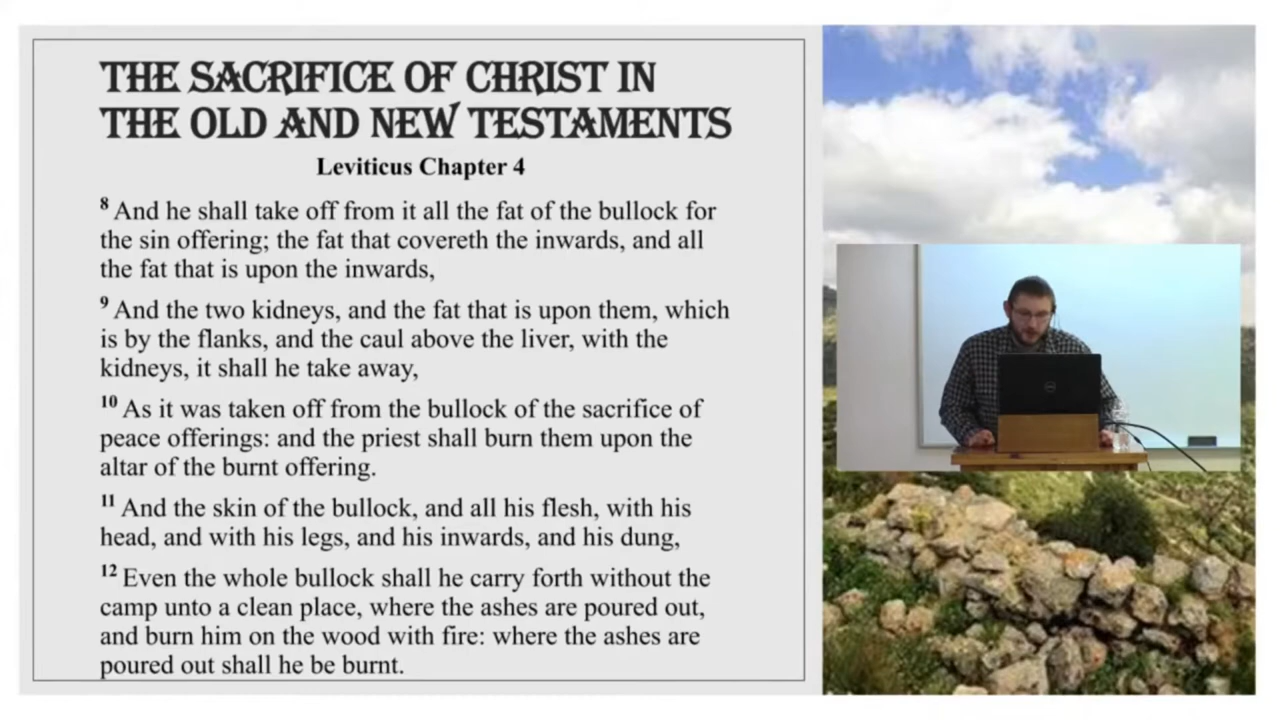 THE SACRIFICE OF CHRIST IN
THE OLD AND NEW TESTAMENTS
Leviticus Chapter 4
8 And he shall take off from it all the fat of the bullock for
the sin offering; the fat that covereth the inwards, and all
the fat that is upon the inwards,
9 And the two kidneys, and the fat that is upon them, which
is by the flanks, and the caul above the liver, with the
kidneys, it shall he take away,
10 As it was taken off from the bullock of the sacrifice of
peace offerings: and the priest shall burn them upon the
altar of the burnt offering.
11 And the skin of the bullock, and all his flesh, with his
head, and with his legs, and his inwards, and his dung,
12 Even the whole bullock shall he carry forth without the
camp unto a clean place, where the ashes are poured out,
and burn him on the wood with fire: where the ashes are
poured out shall he be burnt.